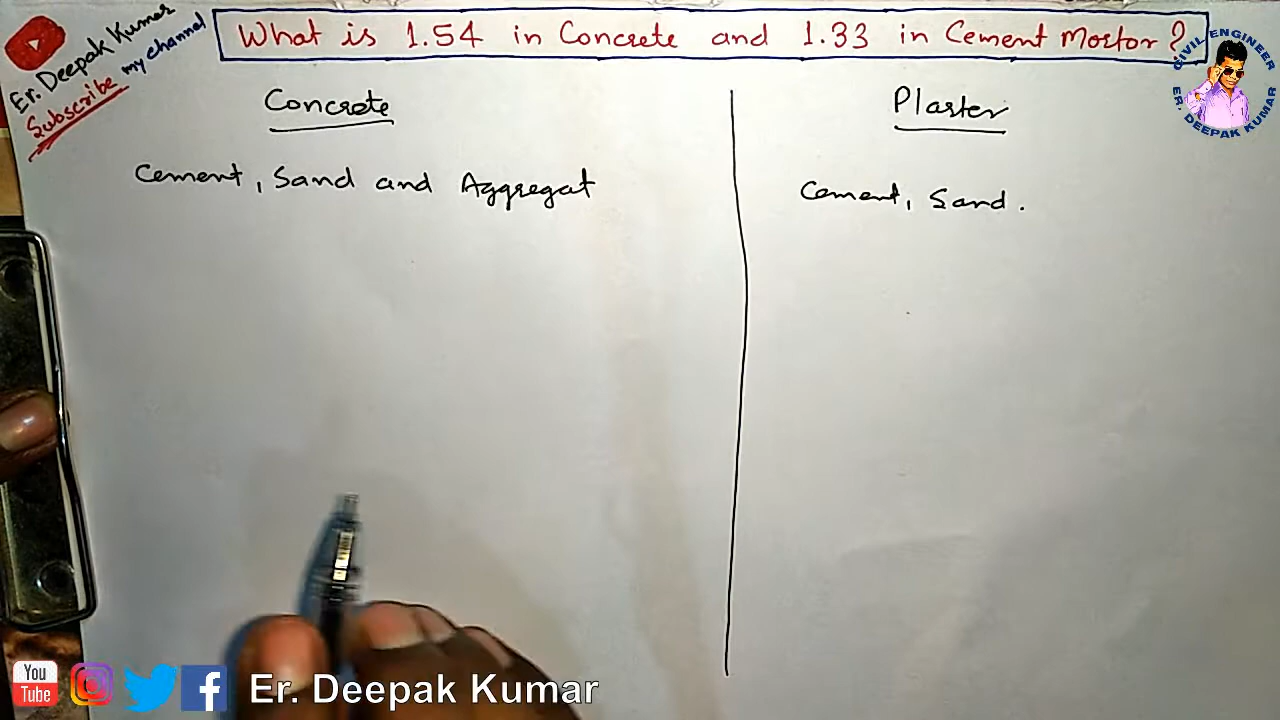 Er. Deepak Kumar
Subscribe my channel
What is 1.54 in Concrete and 1.33 in Cement Mortor ?
CIVIL ENGINEER
ER. DEEPAK KUMAR
Concrete
Cement, Sand and Aggregat
Plaster
Cement, Sand.
You
Tube
Er. Deepak Kumar